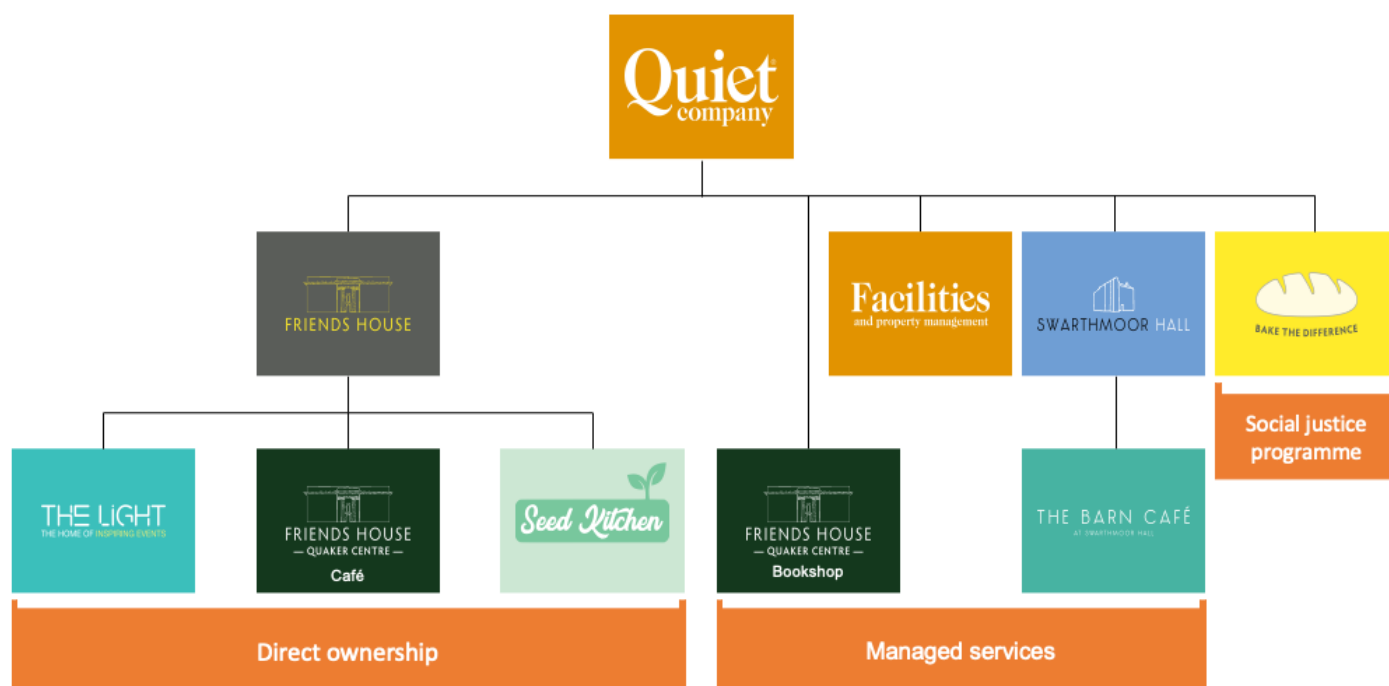 Quiet®
company
FRIENDS HOUSE
Facilities
and property management
SWARTHMOOR HALL
BAKE THE DIFFERENCE
Social justice
programme
THE LiGHT
THE HOME OF INSPIRING EVENTS
FRIENDS HOUSE
— QUAKER CENTRE —
Café
Seed Kitchen
FRIENDS HOUSE
— QUAKER CENTRE —
Bookshop
THE BARN CAFÉ
AT SWARTHMOOR HALL
Direct ownership
Managed services